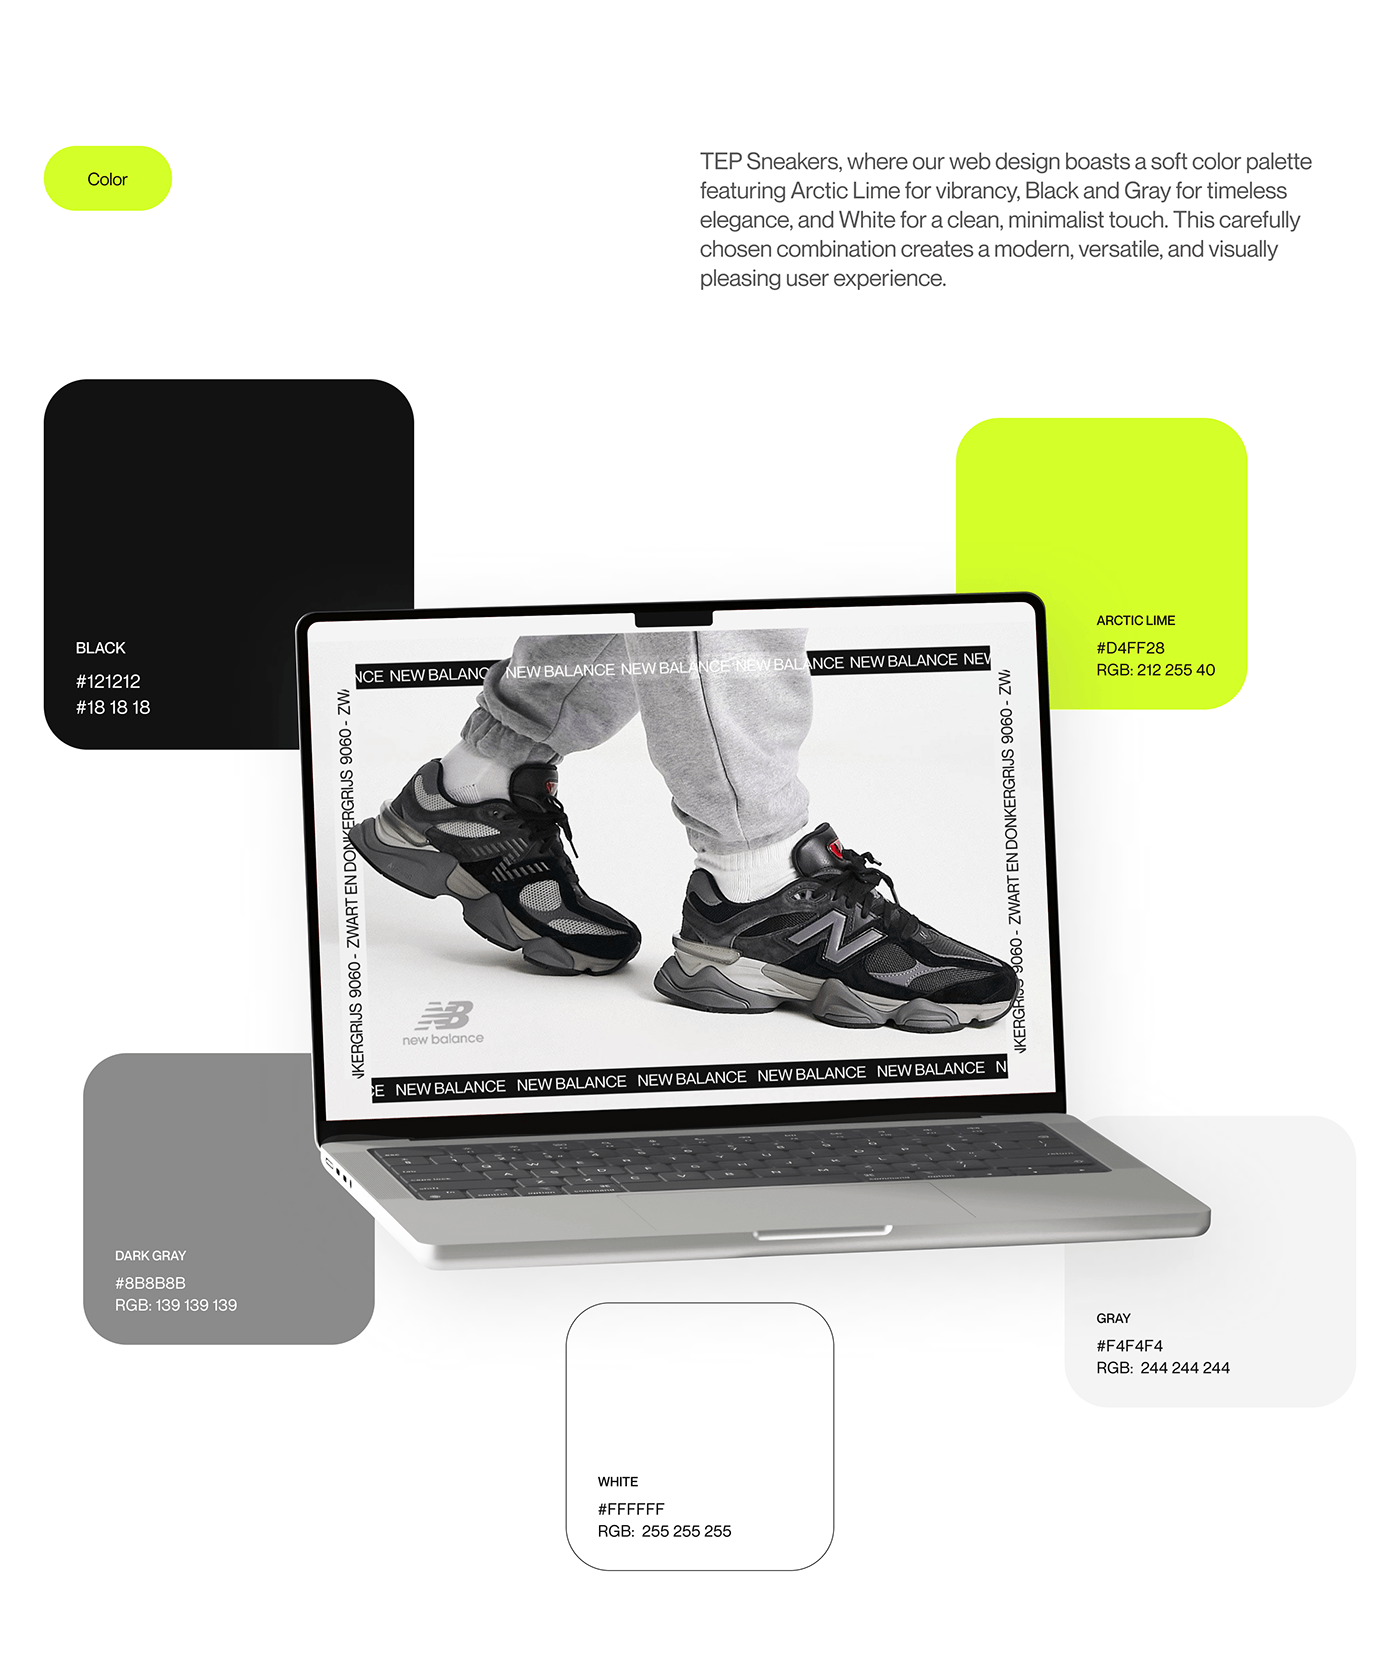 Color
TEP Sneakers, where our web design boasts a soft color palette
featuring Arctic Lime for vibrancy, Black and Gray for timeless
elegance, and White for a clean, minimalist touch. This carefully
chosen combination creates a modern, versatile, and visually
pleasing user experience.
BLACK
#121212
#18 18 18
ARCTIC LIME
#D4FF28
RGB: 212 255 40
NCE NEW BALANC NEW BALANCE NEW BALANCE NEW BALANCE NEW BALANCE NEW
NKERGRIJS 9060 - ZWART EN DONKERGRIJS 9060 - ZW
NKERGRIJS 9060 - ZWART EN DONKERGRIJS 9060 - ZW
new balance
CE NEW BALANCE NEW BALANCE NEW BALANCE NEW BALANCE NEW BALANCE N
DARK GRAY
#8B8B8B
RGB: 139 139 139
GRAY
#F4F4F4
RGB: 244 244 244
WHITE
#FFFFFF
RGB: 255 255 255